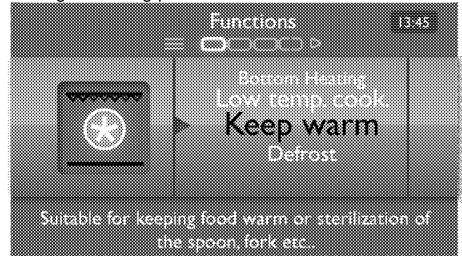 Functions
13:45
Bottom Heating
Low temp. cook.
Keep warm
Defrost
Suitable for keeping food warm or sterilization of
the spoon, fork etc..